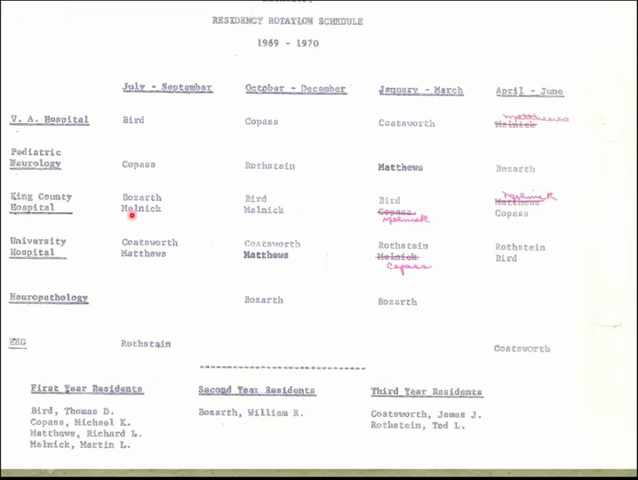 RESIDENCY ROTATION SCHEDULE
1969 - 1970
July - September October - December January - March April - June
V. A. Hospital Bird Copass Coatsworth Matthews Melnick
Pediatric
Neurology Copass Rothstein Matthews Bozarth
King County Bozarth Bird Bird Melnick Matthews
Hospital Melnick Melnick Copass Melnick Copass
University Coatsworth Coatsworth Rothstein Rothstein
Hospital Matthews Matthews Melnick Bird
Copass
Neuropathology Bozarth Bozarth
EEG Rothstein Coatsworth
First Year Residents Second Year Residents Third Year Residents
Bird, Thomas D. Bozarth, William R. Coatsworth, James J.
Copass, Michael K. Rothstein, Ted L.
Matthews, Richard L.
Melnick, Martin L.